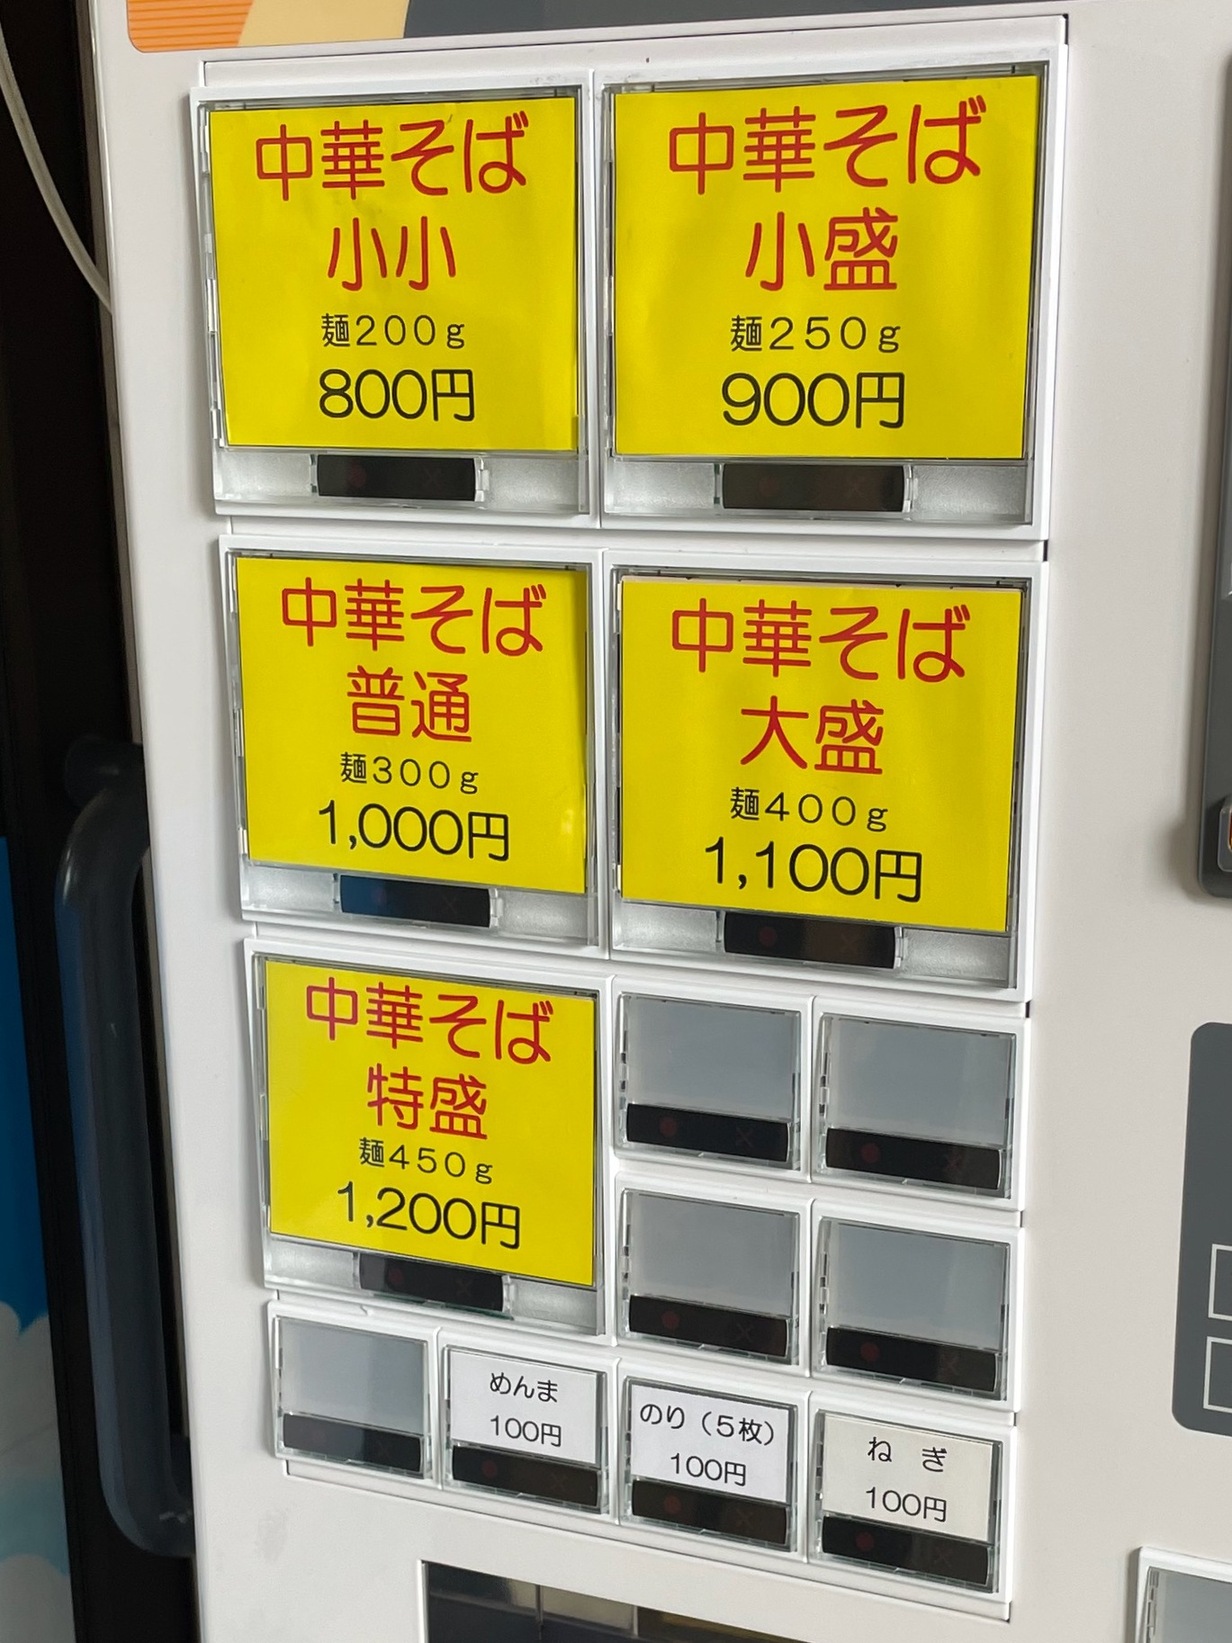 中華そば
小小
麺200g
800円
中華そば
小盛
麺250g
900円
中華そば
普通
麺300g
1,000円
中華そば
大盛
麺400g
1,100円
中華そば
特盛
麺450g
1,200円
めんま
100円
のり（5枚）
100円
ねぎ
100円